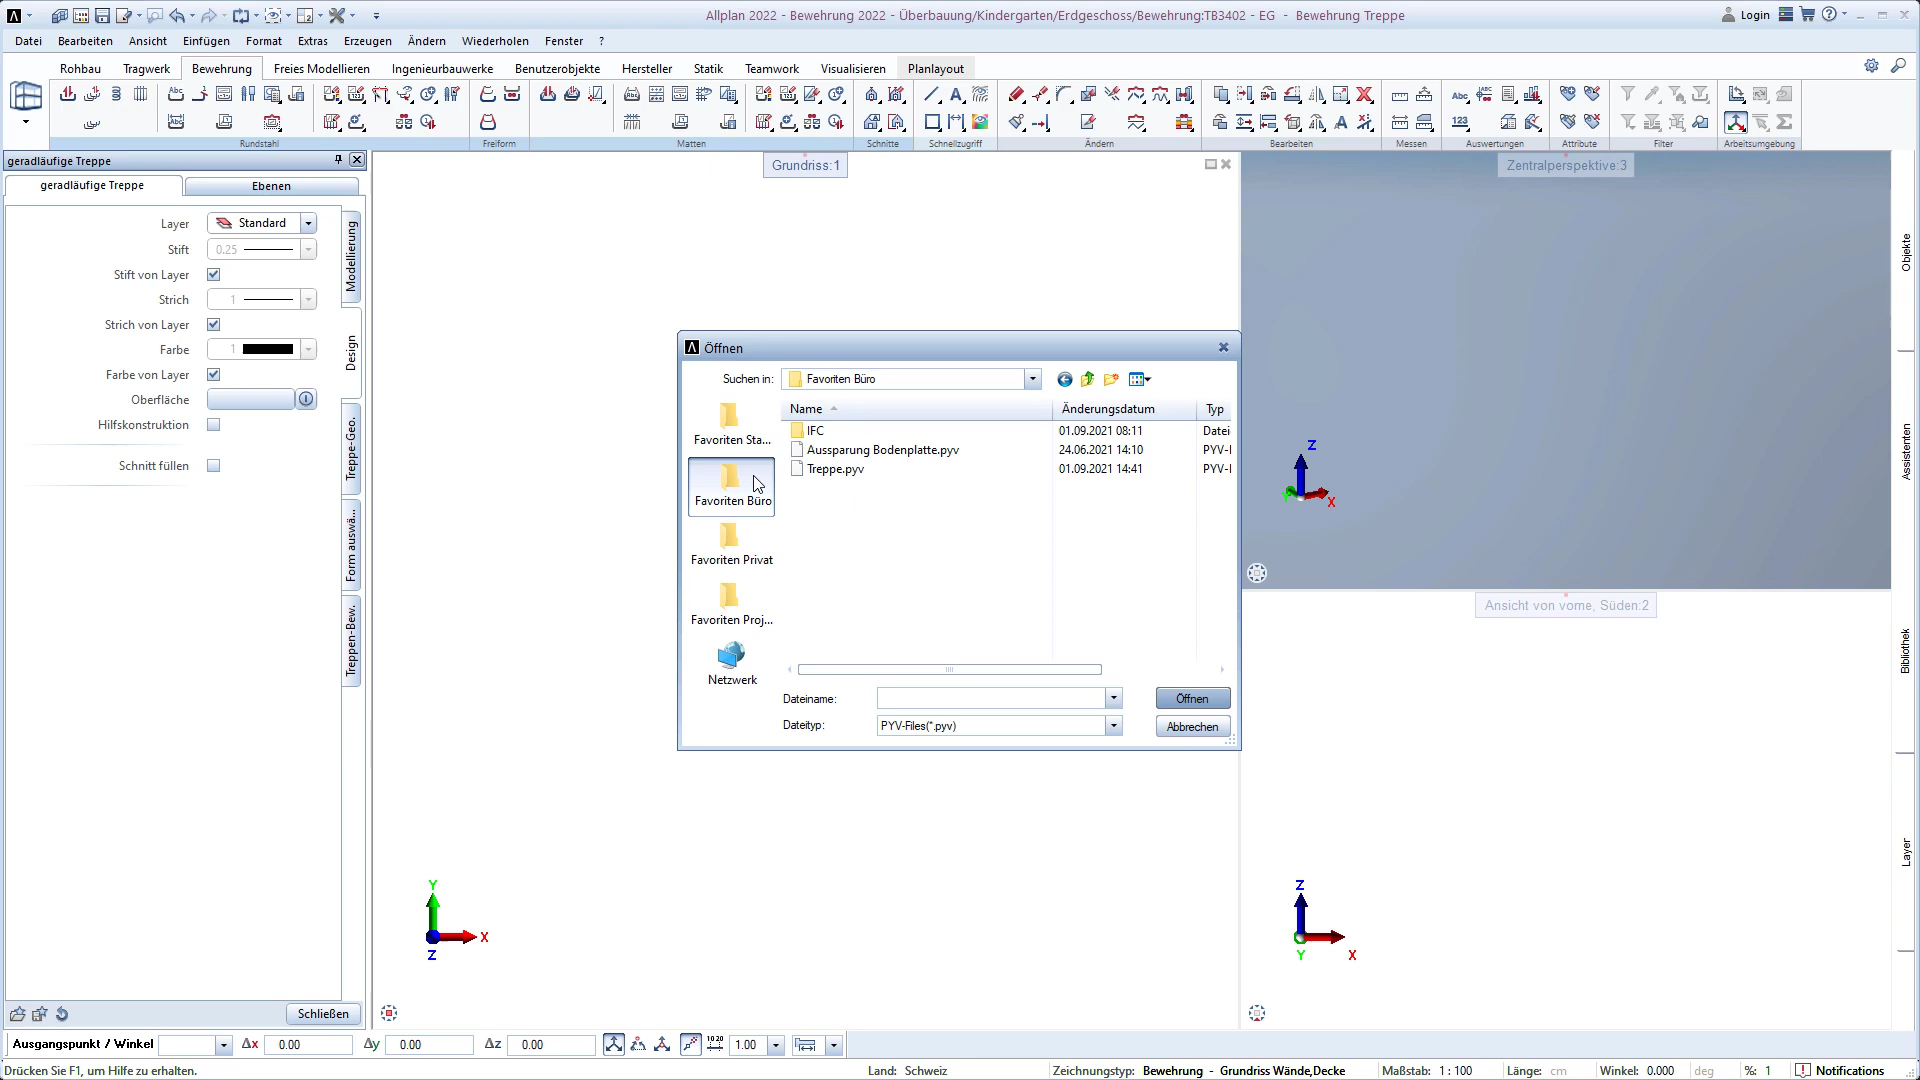 Allplan 2022 - Bewehrung 2022 - Überbauung/Kindergarten/Erdgeschoss/Bewehrung:TB3402 - EG - Bewehrung Treppe
Login
Datei Bearbeiten Ansicht Einfügen Format Extras Erzeugen Ändern Wiederholen Fenster ?
Rohbau Tragwerk Bewehrung Freies Modellieren Ingenieurbauwerke Benutzerobjekte Hersteller Statik Teamwork Visualisieren Planlayout
Rundstahl Freiform Matten Schnitte Schnellzugriff Ändern Bearbeiten Messen Auswertungen Attribute Filter Arbeitsumgebung
geradläufige Treppe
geradläufige Treppe Ebenen
Layer Standard
Stift 0.25
Stift von Layer
Strich 1
Strich von Layer
Farbe 1
Farbe von Layer
Oberfläche
Hilfskonstruktion
Schnitt füllen
Modellierung
Design
Treppe-Geo.
Form auswä...
Treppen-Bew.
Schließen
Grundriss:1
Zentralperspektive:3
Ansicht von vorne, Süden:2
Öffnen
Suchen in: Favoriten Büro
Name Änderungsdatum Typ
IFC 01.09.2021 08:11 Datei
Aussparung Bodenplatte.pyv 24.06.2021 14:10 PYV-
Treppe.pyv 01.09.2021 14:41 PYV-
Favoriten Sta...
Favoriten Büro
Favoriten Privat
Favoriten Proj...
Netzwerk
Dateiname: Öffnen
Dateityp: PYV-Files(*.pyv) Abbrechen
Z
Y X
Y
X
Z
Z
Y X
Objekte
Assistenten
Bibliothek
Layer
Ausgangspunkt / Winkel Δx 0.00 Δy 0.00 Δz 0.00 1.00
Drücken Sie F1, um Hilfe zu erhalten. Land: Schweiz Zeichnungstyp: Bewehrung - Grundriss Wände,Decke Maßstab: 1 : 100 Länge: cm Winkel: 0.000 deg %: 1 Notifications